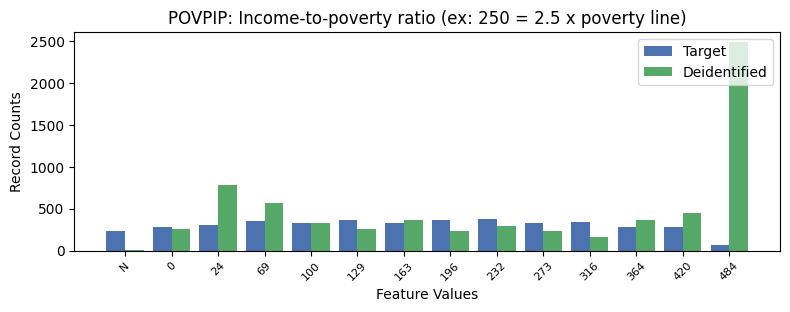 POVPIP: Income-to-poverty ratio (ex: 250 = 2.5 x poverty line)
Target
Deidentified
Record Counts
2500
2000
1500
1000
500
0
N 0 24 69 100 129 163 196 232 273 316 364 420 484
Feature Values